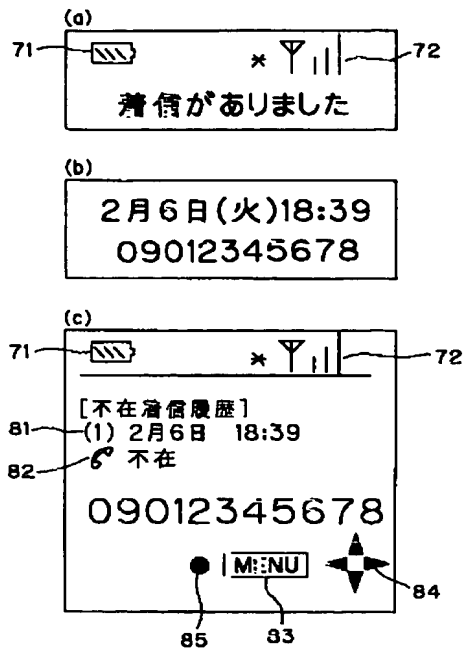 (a)
71 72
* 
着信がありました
(b)
2月6日(火)18:39
09012345678
(c)
71 72
*
[不在着信履歴]
81 (1) 2月6日 18:39
82 不在
09012345678
MENU
84
85 83